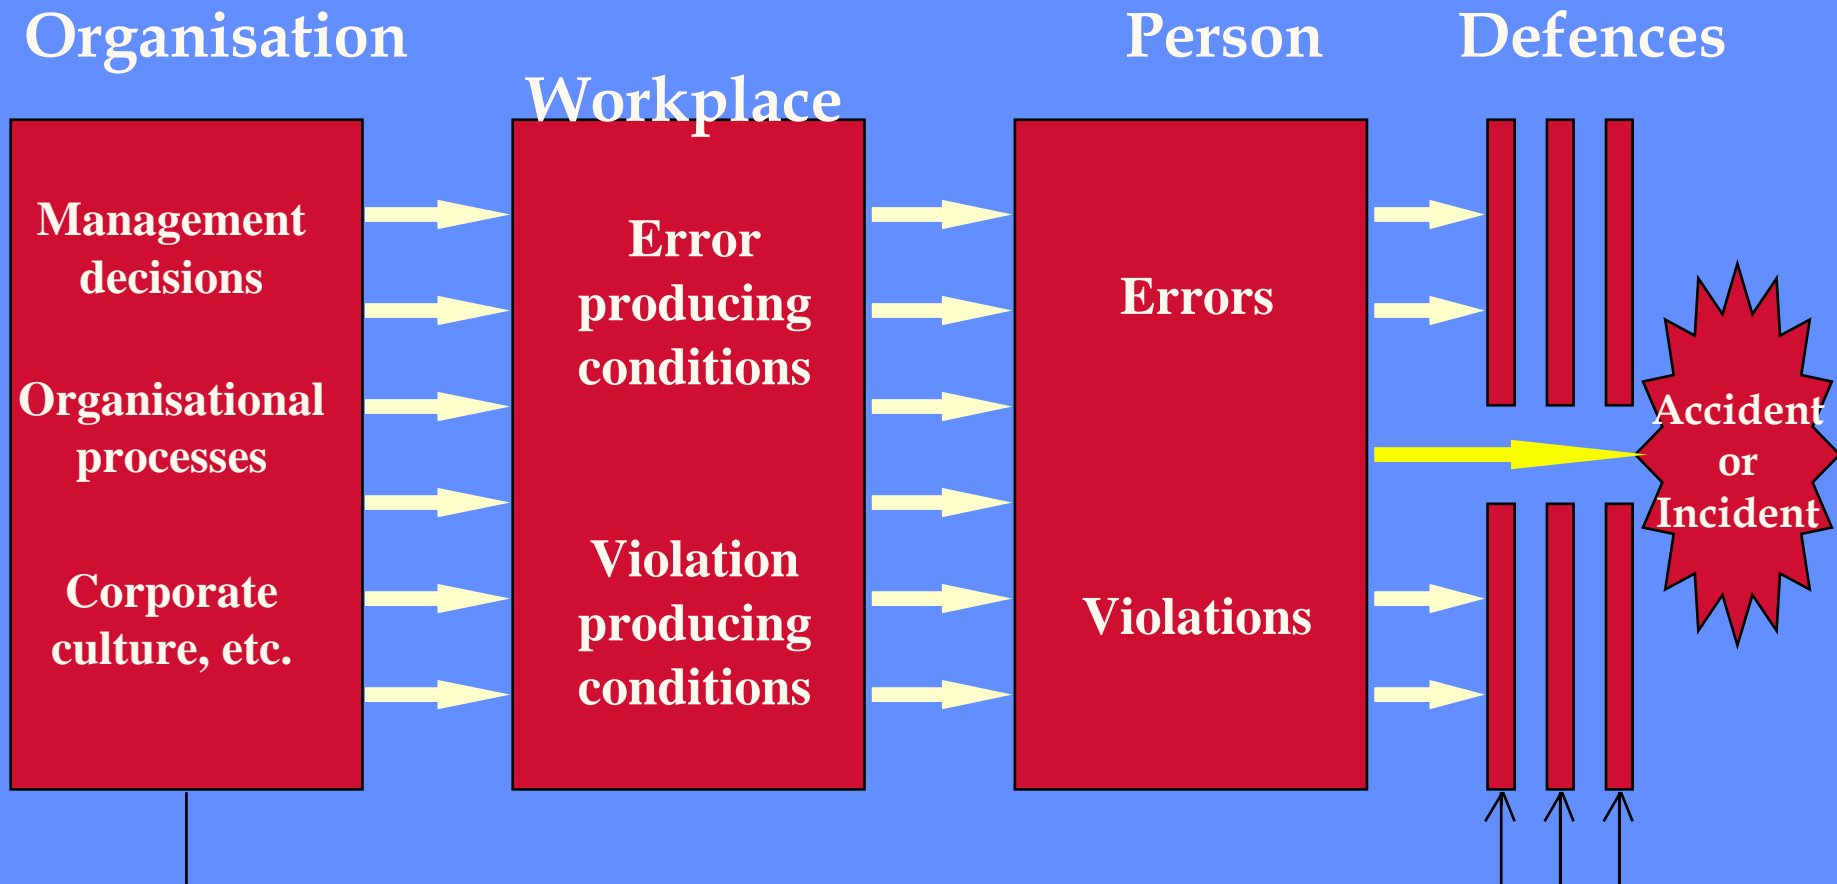 Organisation
Workplace
Person
Defences
Management
decisions
Organisational
processes
Corporate
culture, etc.
Error
producing
conditions
Violation
producing
conditions
Errors
Violations
Accident
or
Incident